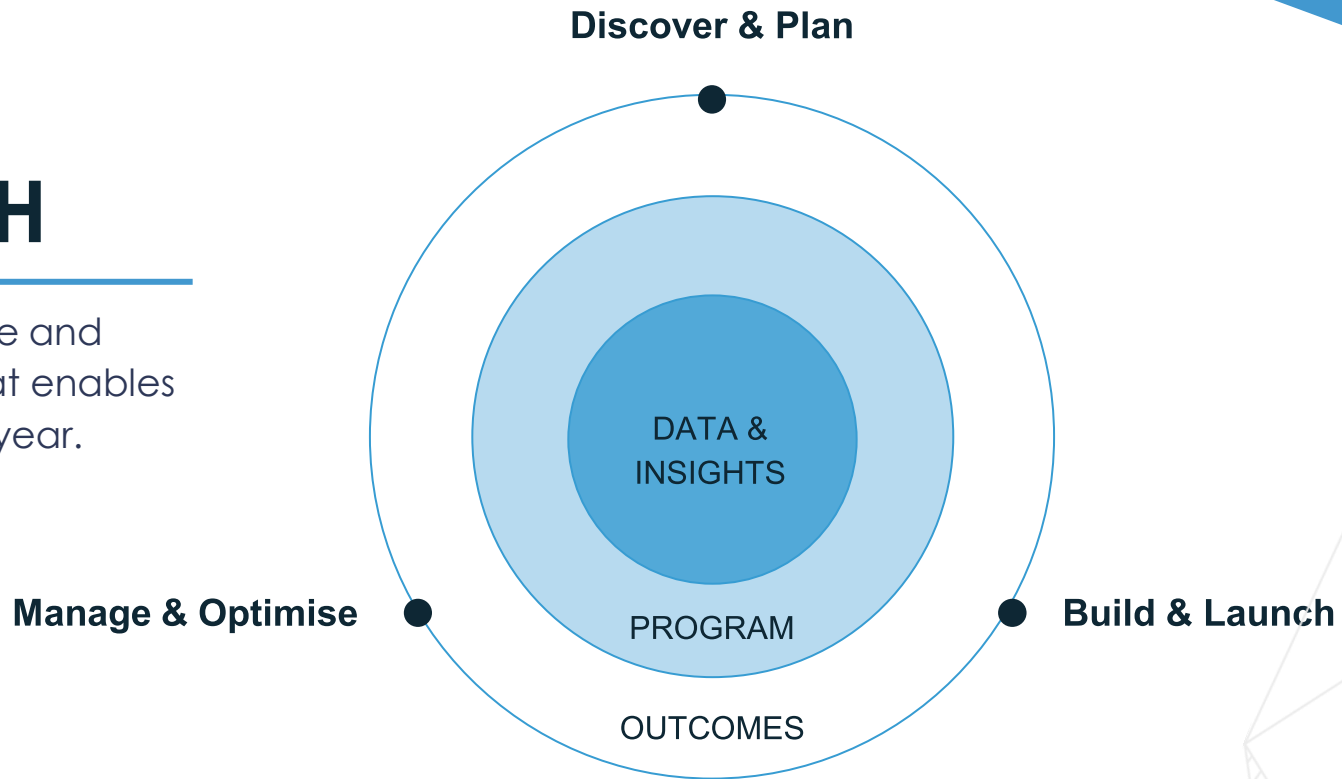 Discover & Plan
H
e and
at enables
year.
DATA &
INSIGHTS
Manage & Optimise
PROGRAM
Build & Launch
OUTCOMES